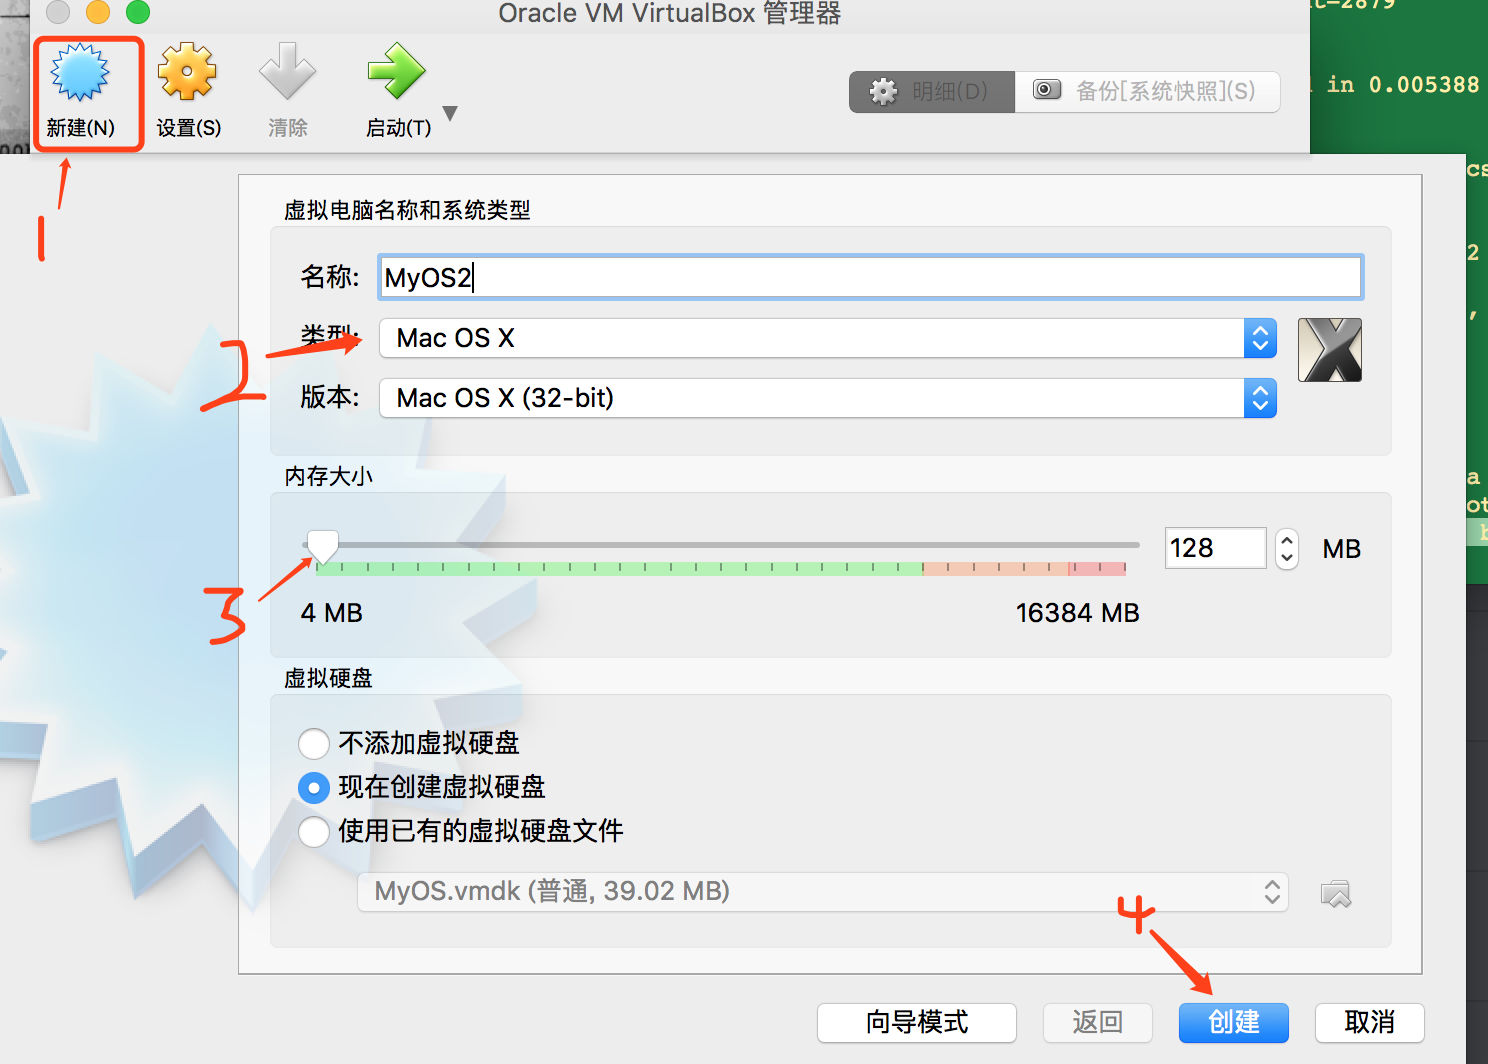 Oracle VM VirtualBox 管理器
t=2879
新建(N)
设置(S)
清除
启动(T)
明细(D)
备份[系统快照](S)
in 0.005388
1
虚拟电脑名称和系统类型
名称:
MyOS2
2
类型:
Mac OS X
版本:
Mac OS X (32-bit)
内存大小
128
MB
3
4 MB
16384 MB
虚拟硬盘
不添加虚拟硬盘
现在创建虚拟硬盘
使用已有的虚拟硬盘文件
MyOS.vmdk (普通, 39.02 MB)
4
向导模式
返回
创建
取消
cs
2
,
a
ot
b